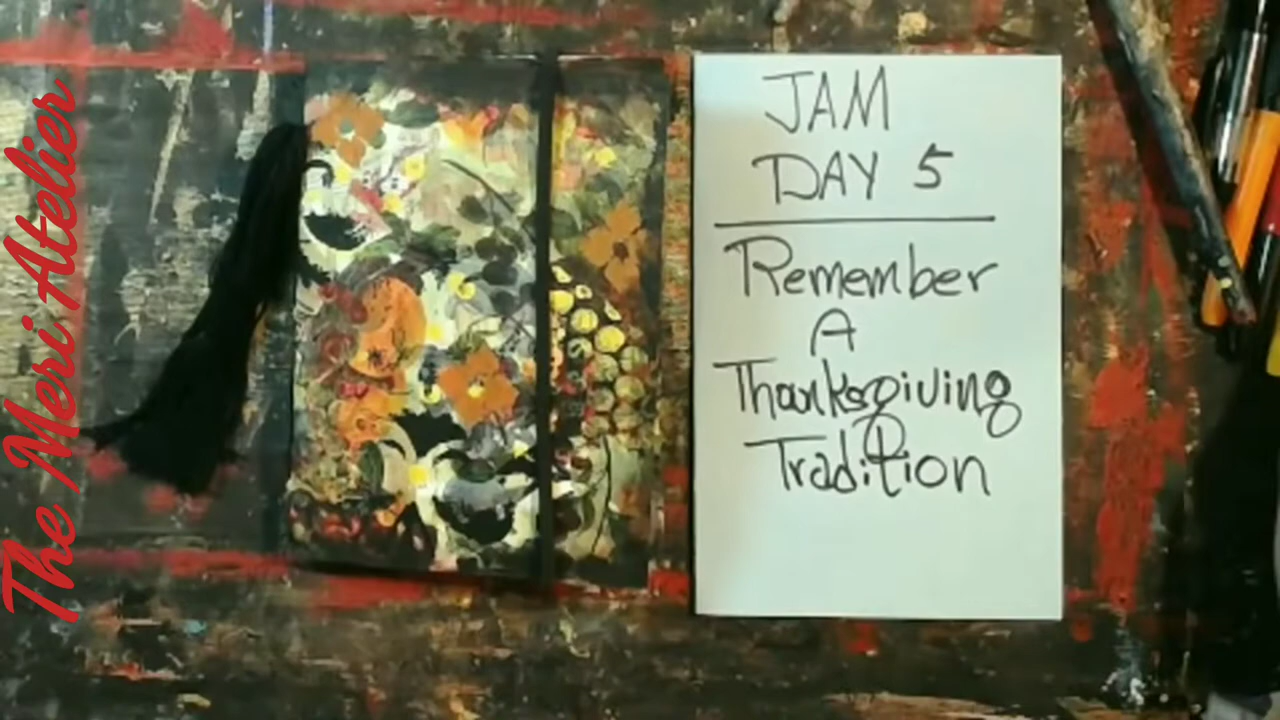 The Meri Atelier
JAM
DAY 5
Remember
A
Thanksgiving
Tradition